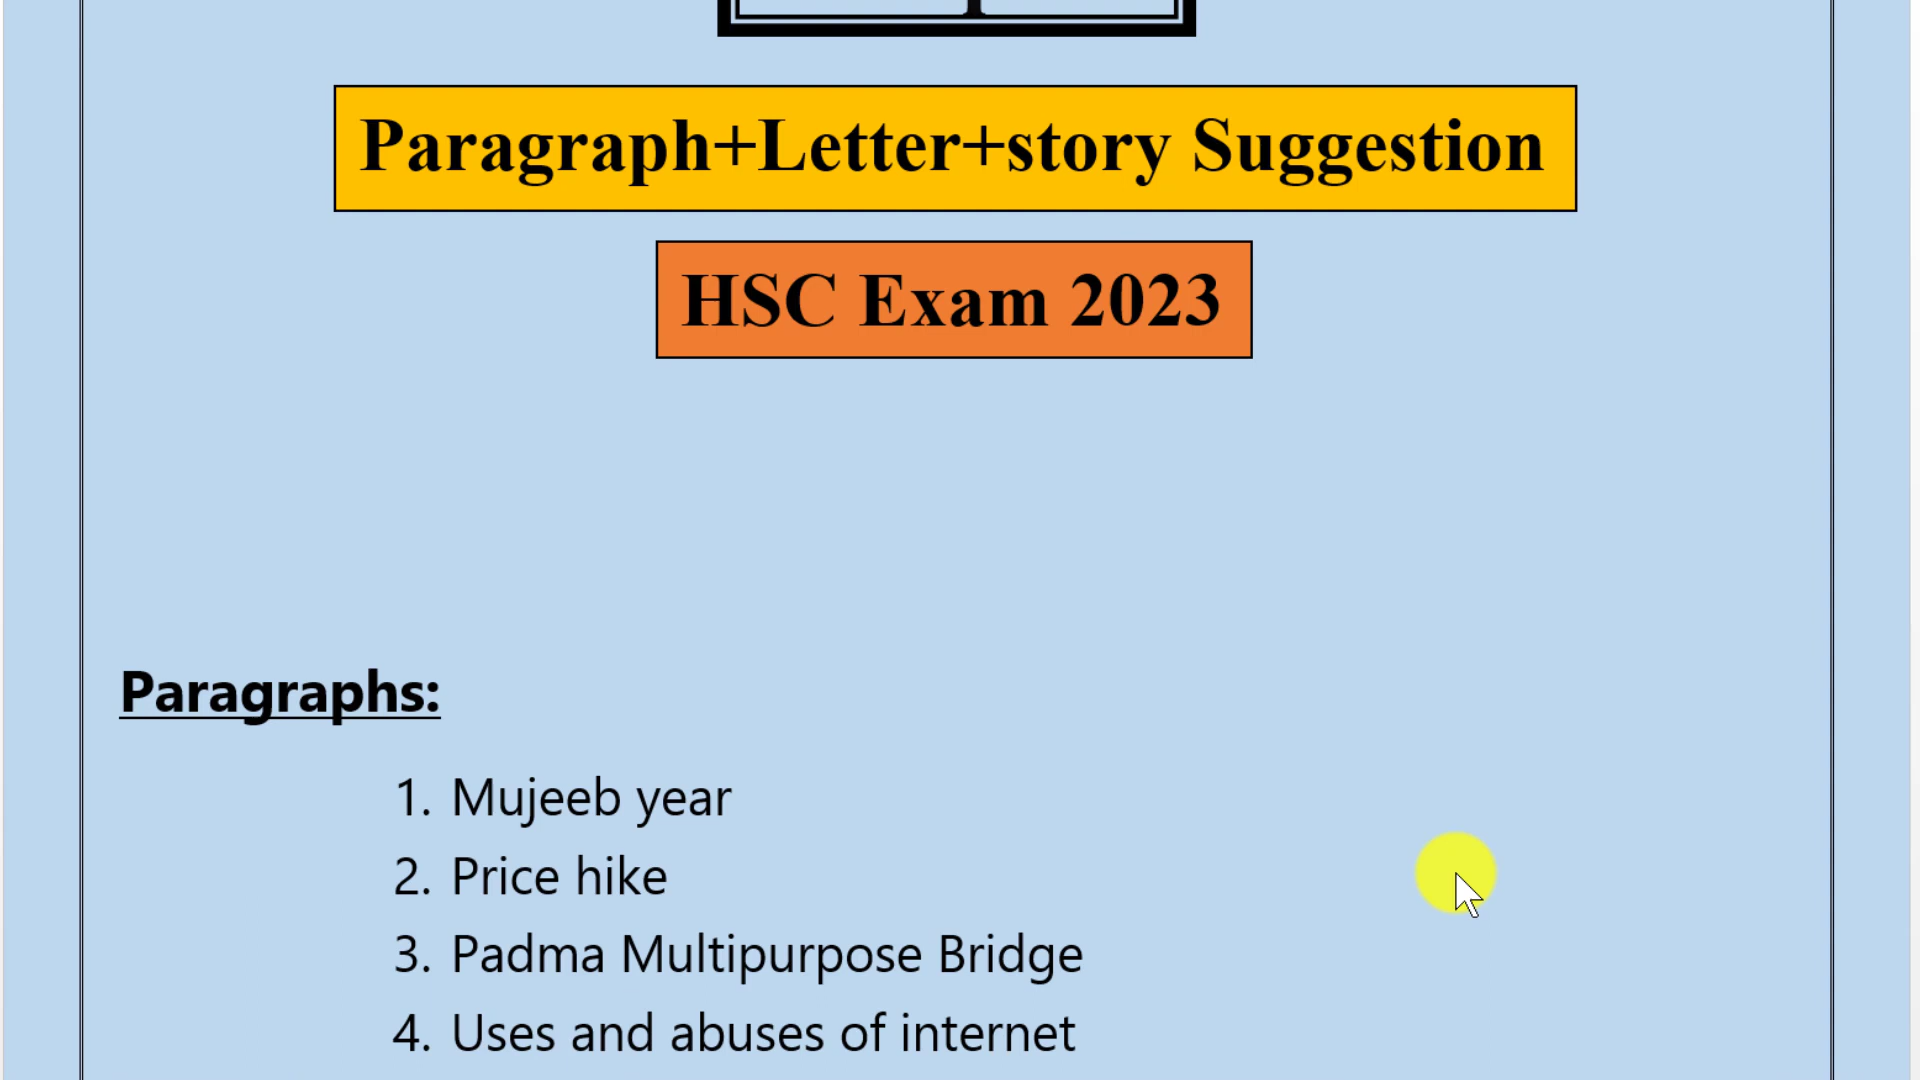 Paragraph+Letter+story Suggestion
HSC Exam 2023
Paragraphs:
1. Mujeeb year
2. Price hike
3. Padma Multipurpose Bridge
4. Uses and abuses of internet